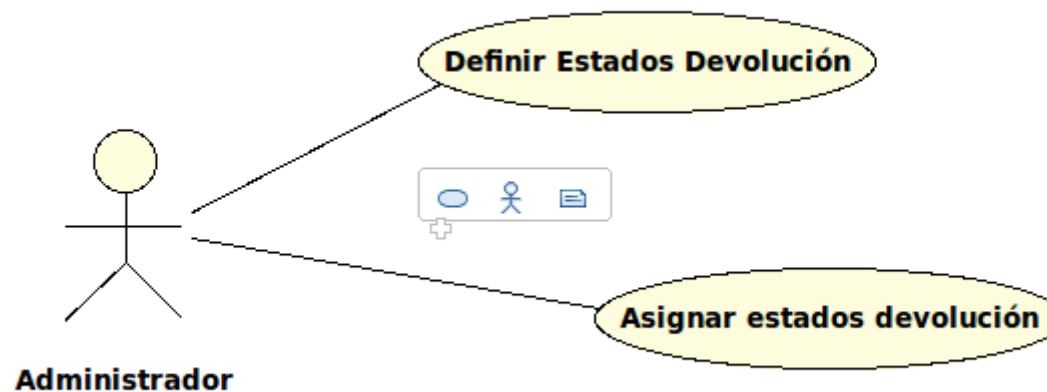 Definir Estados Devolución
Asignar estados devolución
Administrador